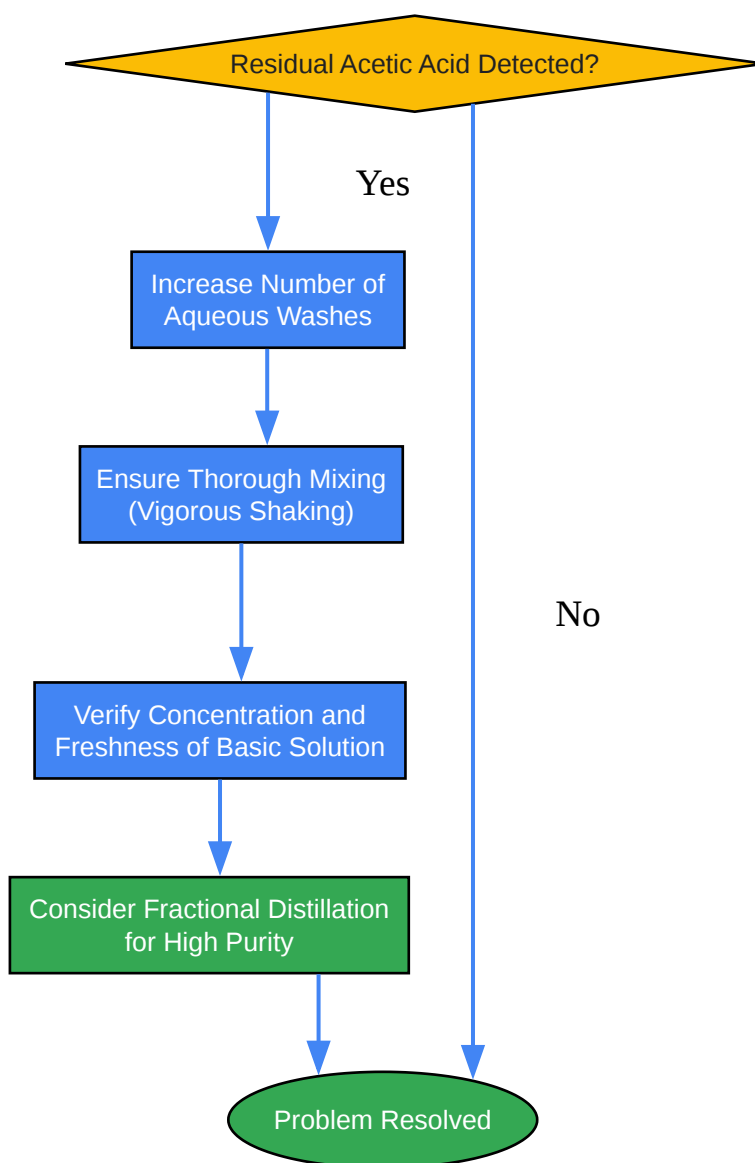 Residual Acetic Acid Detected?
Yes
Increase Number of
Aqueous Washes
Ensure Thorough Mixing
(Vigorous Shaking)
No
Verify Concentration and
Freshness of Basic Solution
Consider Fractional Distillation
for High Purity
Problem Resolved